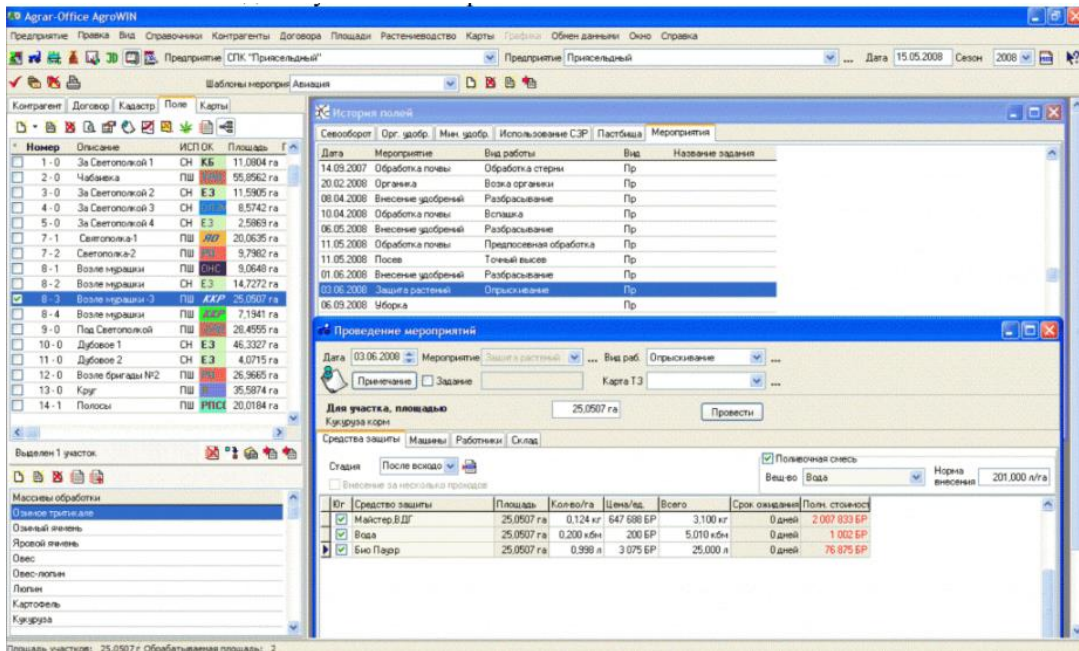 Agrar-Office AgroWIN
Предприятие Правка Вид Справочники Контрагенты Договора Площади Растениеводство Карты Графика Обмен данными Окно Справка
Предприятие СПК "Приясельдный" Предприятие Приясельдный ... Дата 15.05.2008 Сезон 2008
Шаблоны мероприя Авиация
Контрагент Договор Кадастр Поле Карты
* Номер Описание ИСП ОК Площадь
1 - 0 За Светополкой 1 СН КБ 11,0804 га
2 - 0 Чабаневка ПШ 55,8562 га
3 - 0 За Светополкой 2 СН ЕЗ 11,5905 га
4 - 0 За Светополкой 3 СН 8,5742 га
5 - 0 За Светополкой 4 СН ЕЗ 2,5869 га
7 - 1 Свитополка-1 ПШ ЯО 20,0635 га
7 - 2 Светополка-2 ПШ 9,7982 га
8 - 1 Возле мурашки ПШ ОНС 9,0648 га
8 - 2 Возле мурашки СН ЕЗ 14,7272 га
8 - 3 Возле мурашки-3 ПШ ККР 25,0507 га
8 - 4 Возле мурашки ПШ ККР 7,1941 га
9 - 0 Под Светополкой ПШ 28,4555 га
10 - 0 Дубовое 1 СН ЕЗ 46,3327 га
11 - 0 Дубовое 2 СН ЕЗ 4,0715 га
12 - 0 Возле бригады №2 ПШ 26,9665 га
13 - 0 Круг ПШ 35,5874 га
14 - 1 Полосы ПШ РПС 20,0184 га
Выделен 1 участок.
Массивы обработки
Озимое тритикале
Озимый ячмень
Яровой ячмень
Овес
Овес-люпин
Люпин
Картофель
Кукуруза
История полей
Севооборот Орг. удобр. Мин. удобр. Использование СЗР Пастбища Мероприятия
Дата Мероприятие Вид работы Вид Название задания
14.09.2007 Обработка почвы Обработка стерни Пр
20.02.2008 Органика Возка органики Пр
08.04.2008 Внесение удобрений Разбрасывание Пр
10.04.2008 Обработка почвы Вспашка Пр
06.05.2008 Внесение удобрений Разбрасывание Пр
11.05.2008 Обработка почвы Предпосевная обработка Пр
11.05.2008 Посев Точный высев Пр
01.06.2008 Внесение удобрений Разбрасывание Пр
03.06.2008 Защита растений Опрыскивание Пр
06.09.2008 Уборка Пр
Проведение мероприятий
Дата 03.06.2008 Мероприятие Защита растений ... Вид раб. Опрыскивание ...
Примечание Задание Карта ТЗ ...
Для участка, площадью 25,0507 га Провести
Кукуруза корм
Средства защиты Машины Работники Склад
Стадия После всходо
Поливочная смесь
Вещ-во Вода Норма внесения 201,000 л/га
Внесение за несколько проходов
Юг Средство защиты Площадь Кол-во/га Цена/ед. Всего Срок ожидания Полн. стоимост
Майстер,ВДГ 25,0507 га 0,124 кг 647 688 БР 3,100 кг 0 дней 2 007 833 БР
Вода 25,0507 га 0,200 кбм 200 БР 5,010 кбм 0 дней 1 002 БР
Био Пауэр 25,0507 га 0,998 л 3 075 БР 25,000 л 0 дней 76 875 БР
Площадь участков: 25,0507 г Обрабатываемая площадь: 2